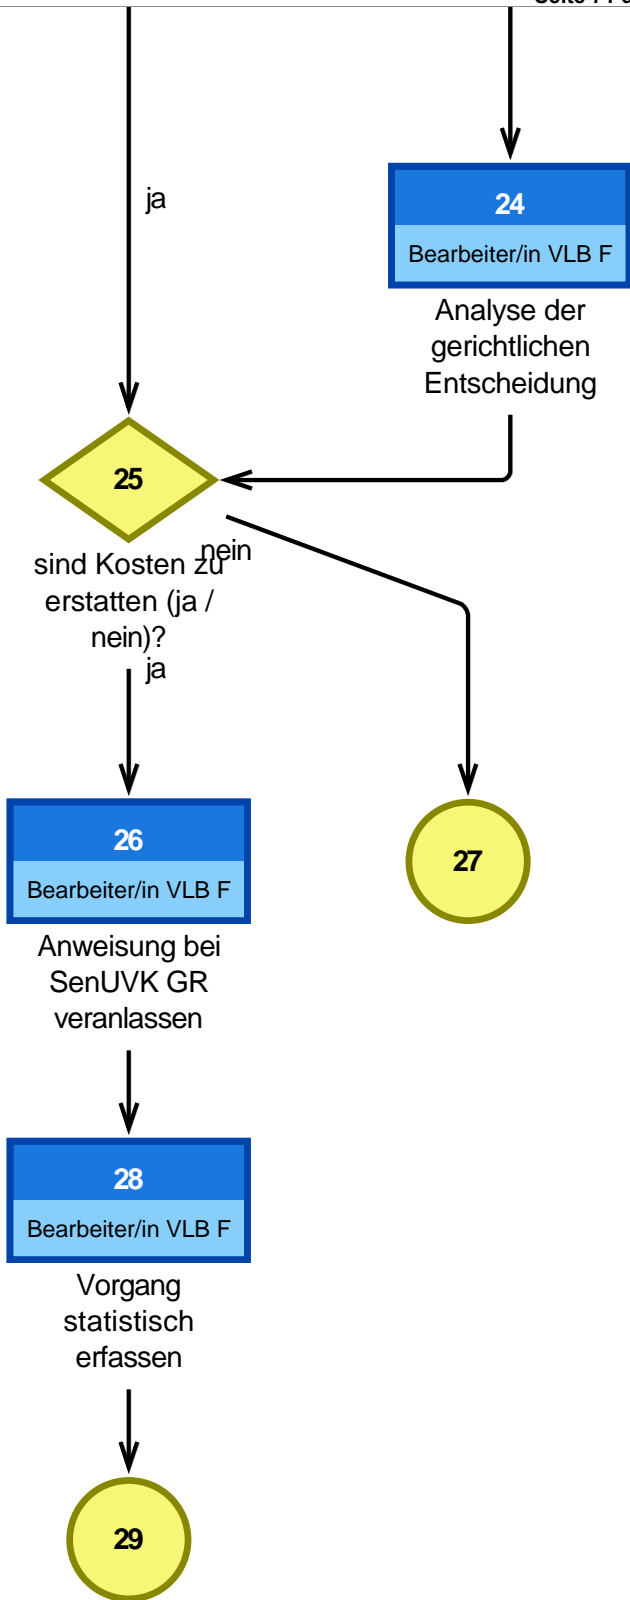 ja
24
Bearbeiter/in VLB F
Analyse der
gerichtlichen
Entscheidung
25
nein
sind Kosten zu
erstatten (ja /
nein)?
ja
26
Bearbeiter/in VLB F
27
Anweisung bei
SenUVK GR
veranlassen
28
Bearbeiter/in VLB F
Vorgang
statistisch
erfassen
29